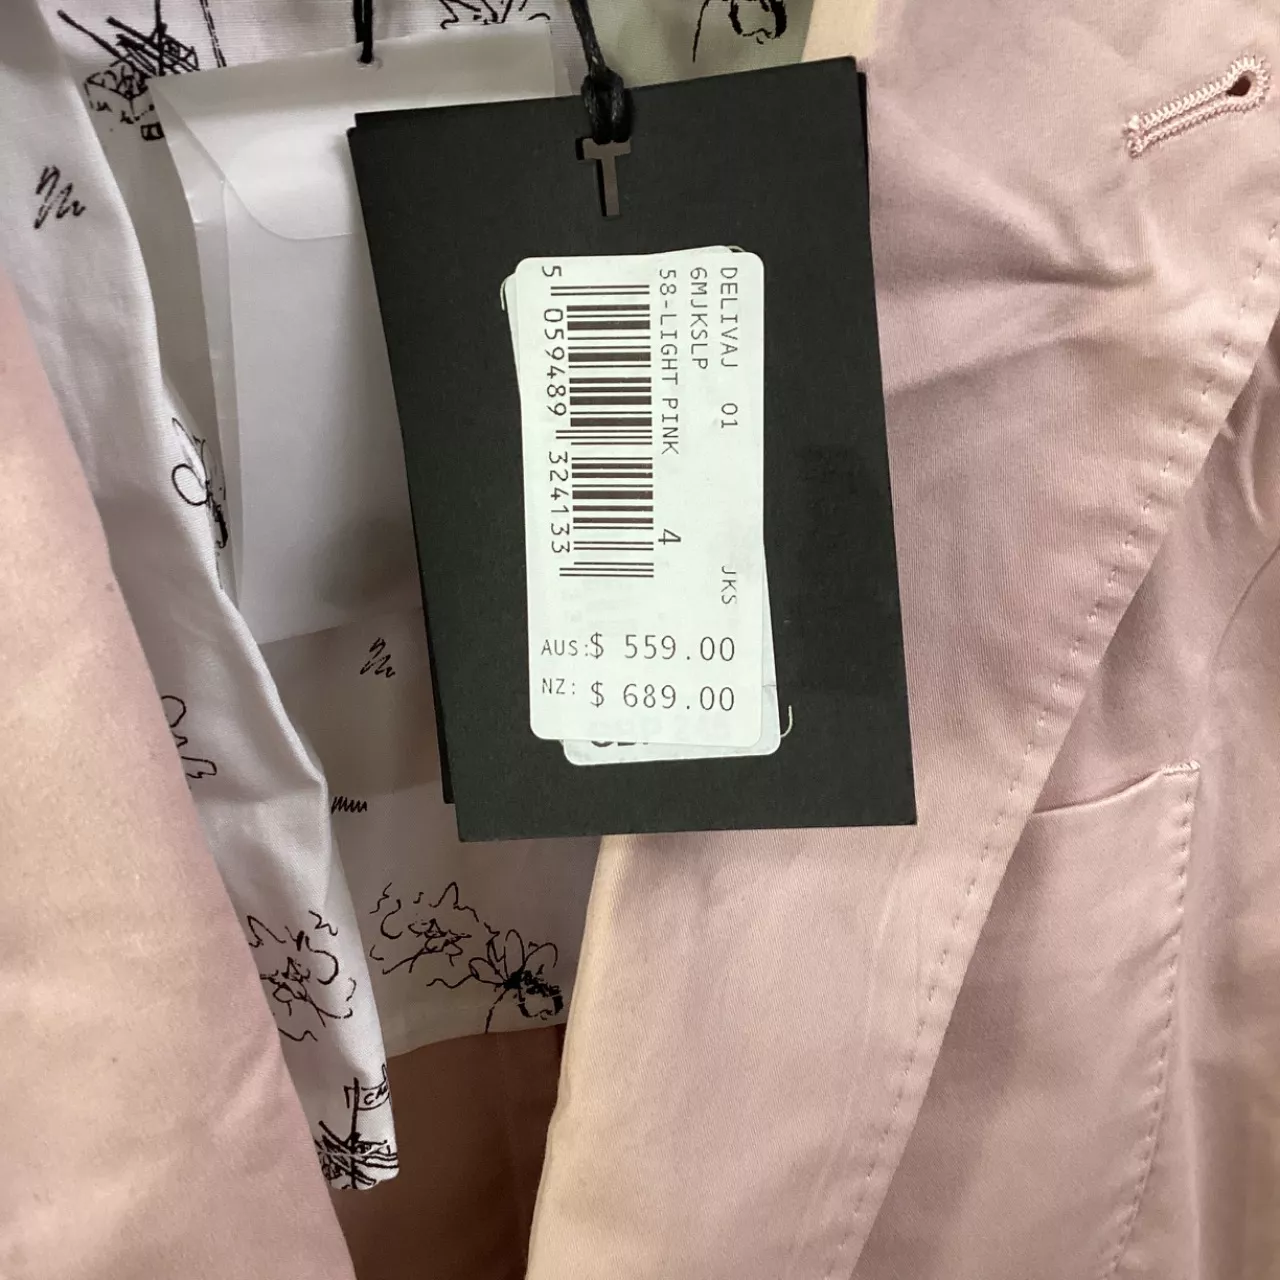 T
DELIVAJ 01 JKS
6MJKSLP
58-LIGHT PINK 4
5 059489 324133
AUS:$ 559.00
NZ: $ 689.00